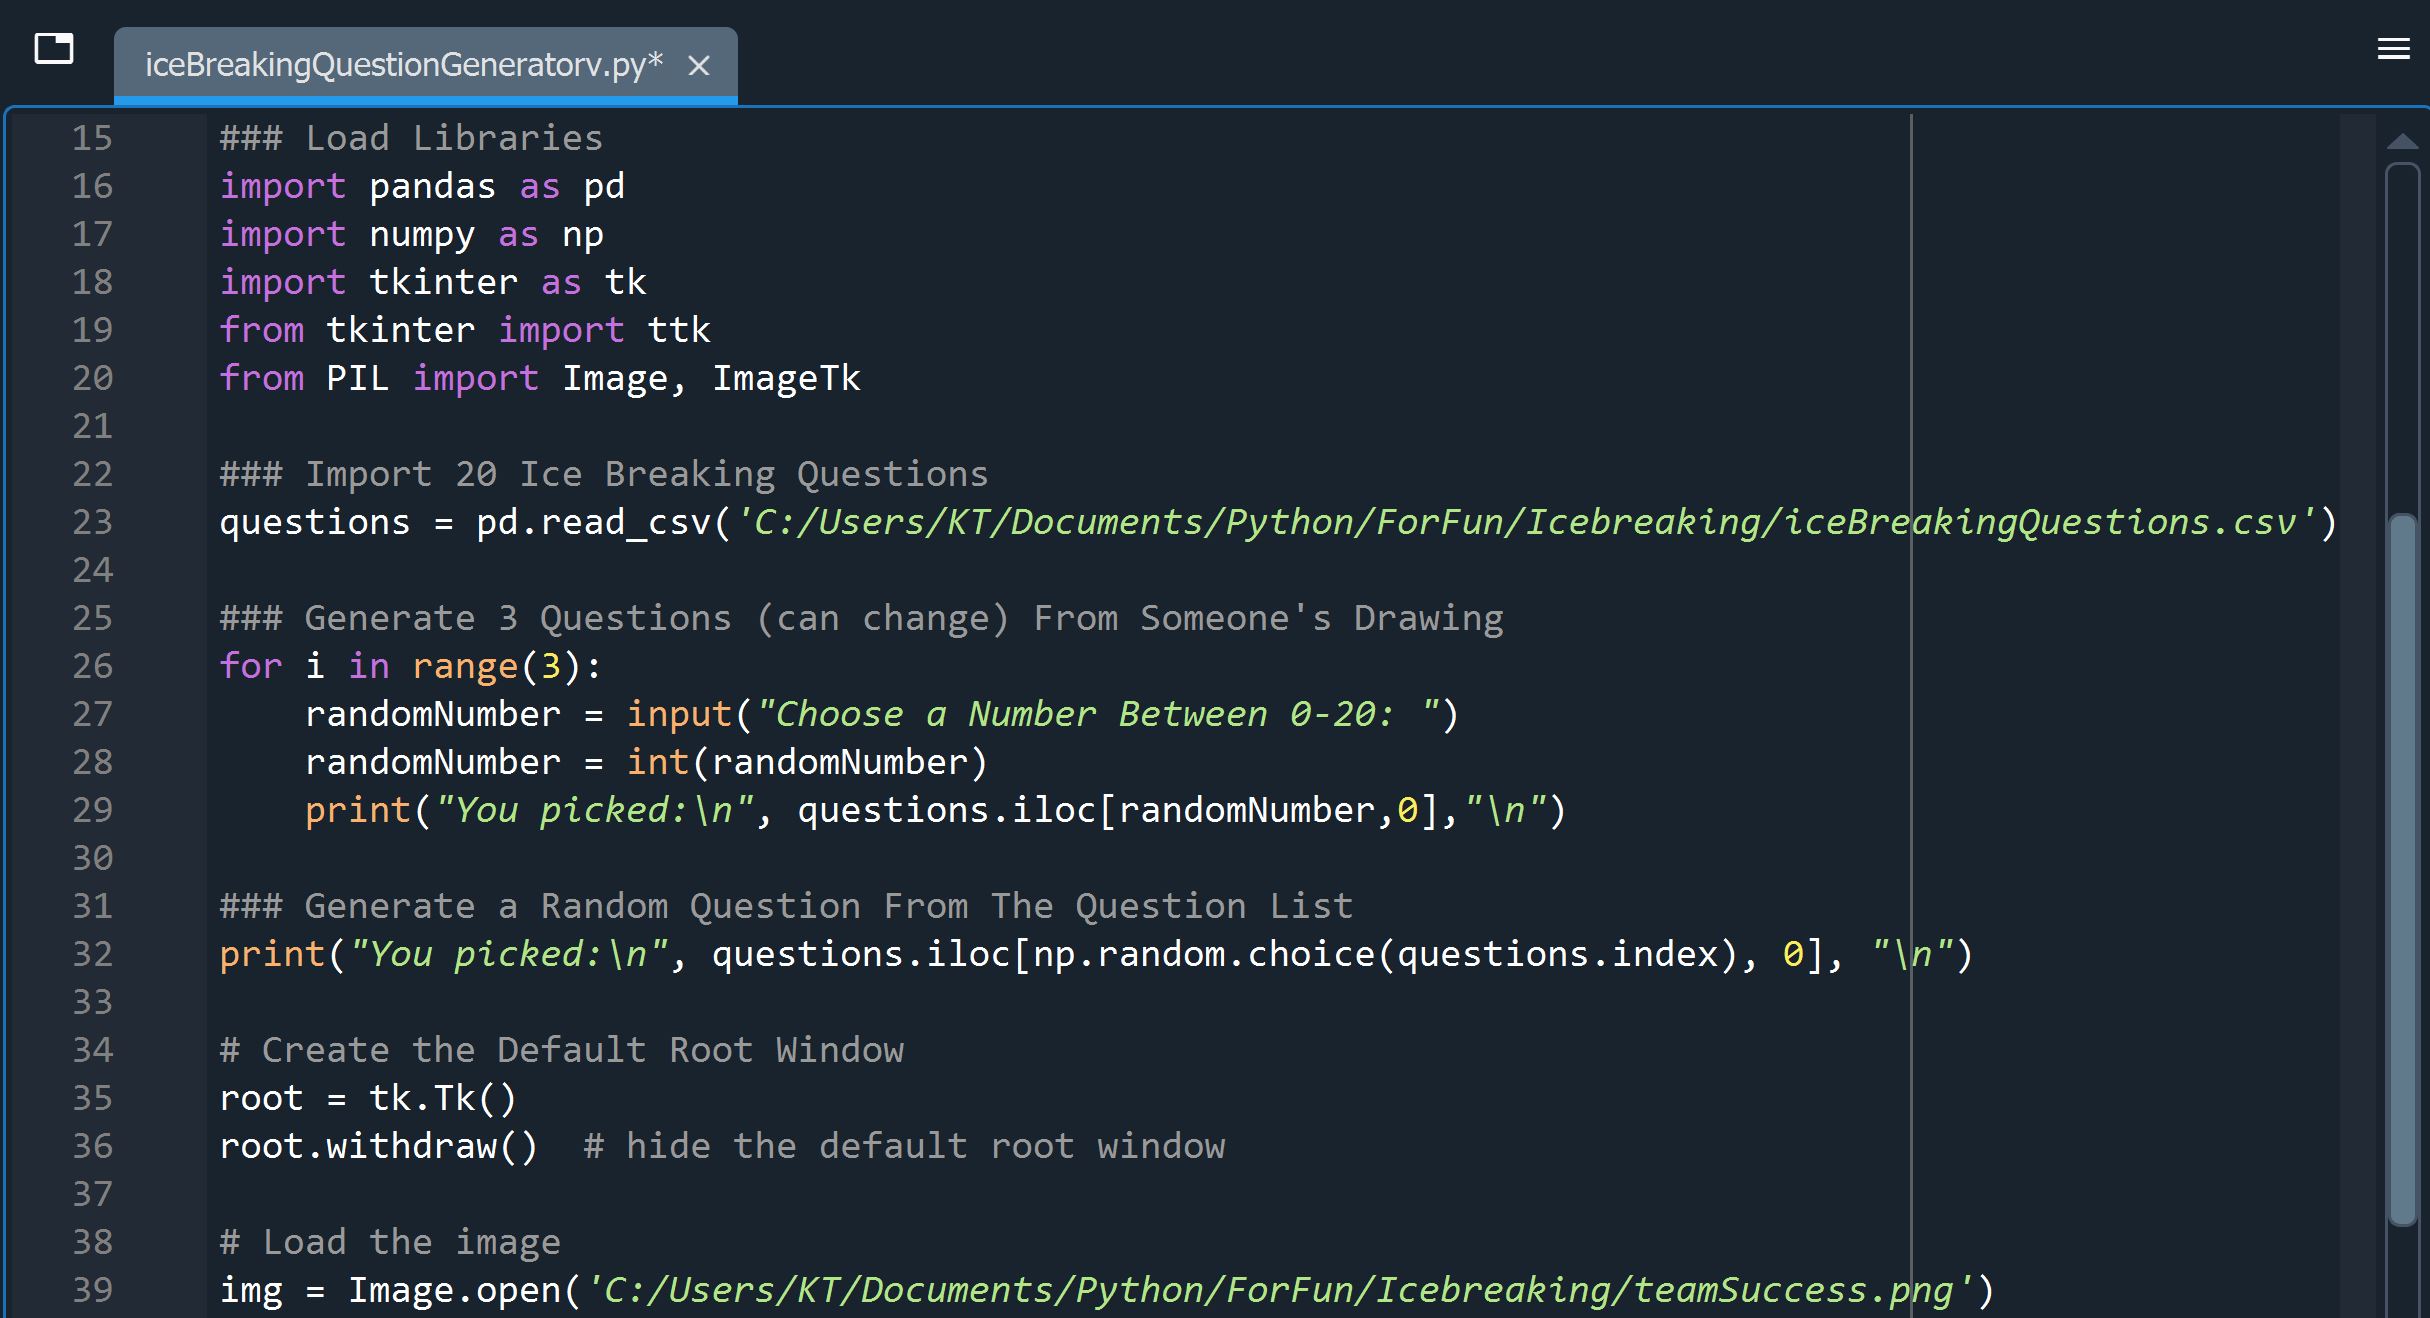 iceBreakingQuestionGeneratorv.py*
15 ### Load Libraries
16 import pandas as pd
17 import numpy as np
18 import tkinter as tk
19 from tkinter import ttk
20 from PIL import Image, ImageTk
21
22 ### Import 20 Ice Breaking Questions
23 questions = pd.read_csv('C:/Users/KT/Documents/Python/ForFun/Icebreaking/iceBreakingQuestions.csv')
24
25 ### Generate 3 Questions (can change) From Someone's Drawing
26 for i in range(3):
27     randomNumber = input("Choose a Number Between 0-20: ")
28     randomNumber = int(randomNumber)
29     print("You picked:\n", questions.iloc[randomNumber,0],"\n")
30
31 ### Generate a Random Question From The Question List
32 print("You picked:\n", questions.iloc[np.random.choice(questions.index), 0], "\n")
33
34 # Create the Default Root Window
35 root = tk.Tk()
36 root.withdraw()  # hide the default root window
37
38 # Load the image
39 img = Image.open('C:/Users/KT/Documents/Python/ForFun/Icebreaking/teamSuccess.png')